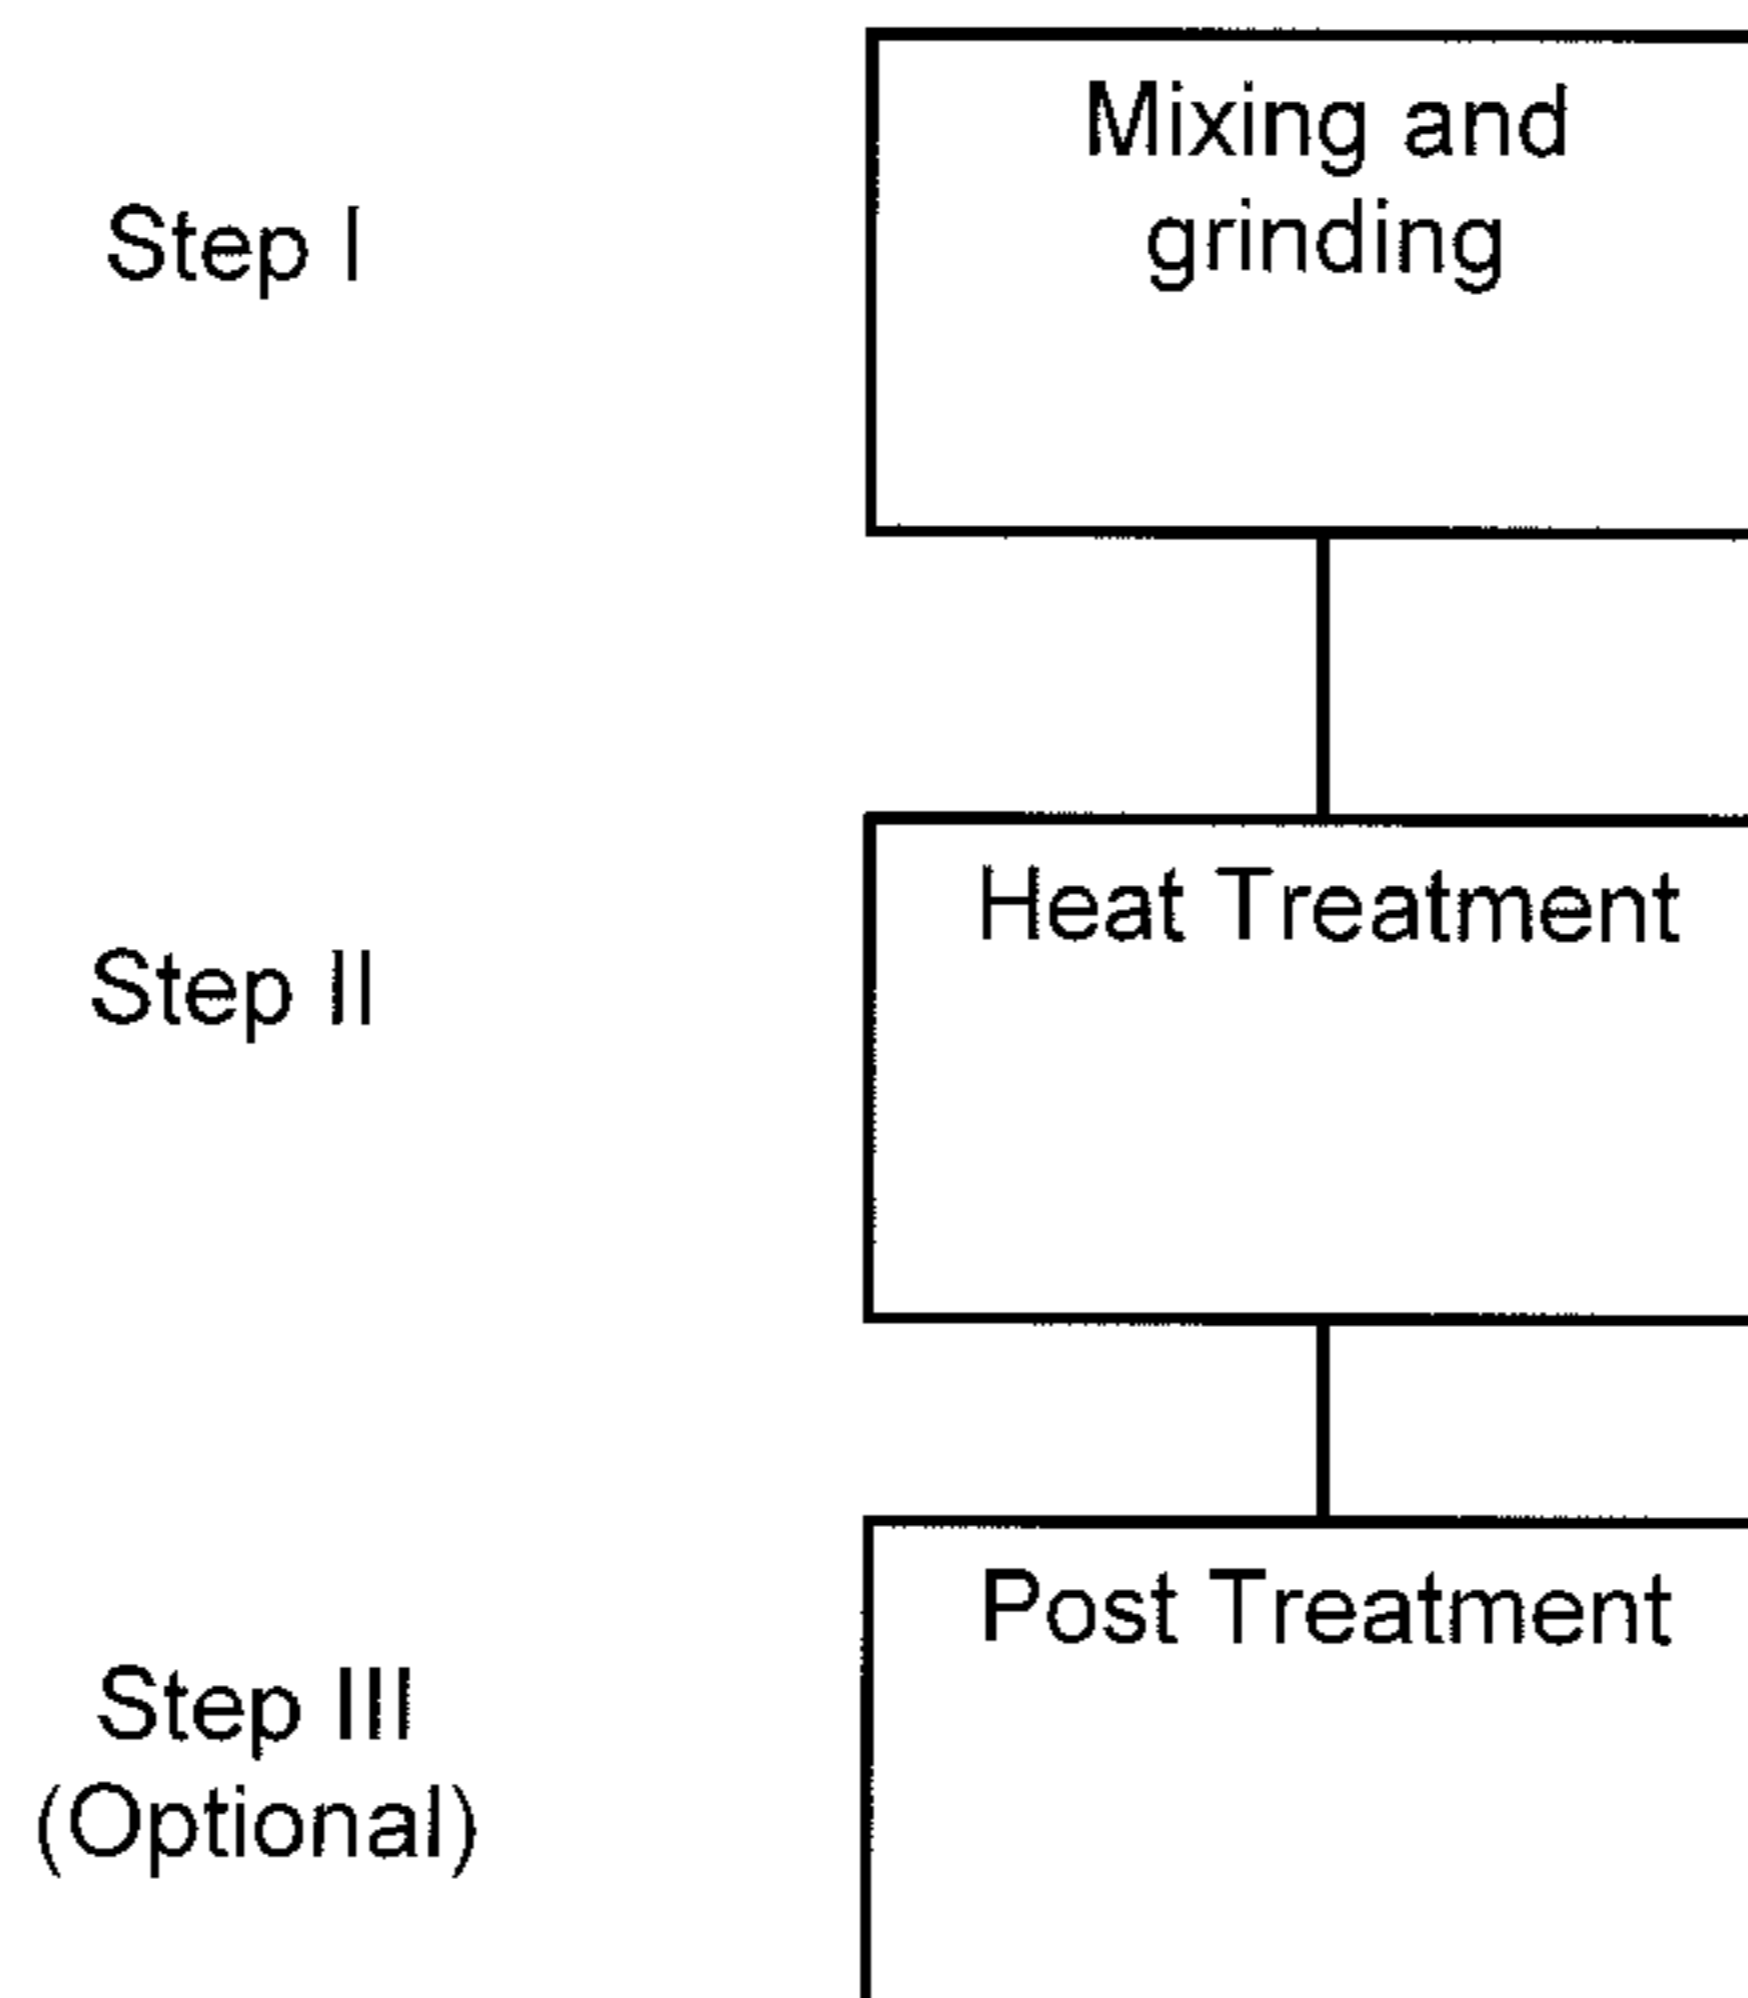 Mixing and
grinding
Step I
Heat Treatment
Step II
Post Treatment
Step III
(Optional)